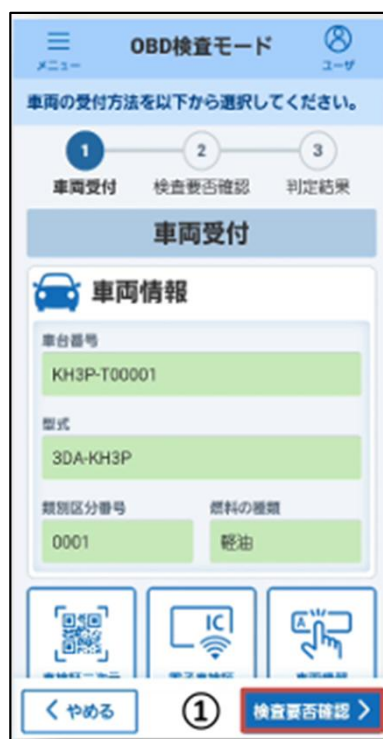 OBD検査モード
メニュー
ユーザ
車両の受付方法を以下から選択してください。
1 2 3
車両受付 検査要否確認 判定結果
車両受付
車両情報
車台番号
KH3P-T00001
型式
3DA-KH3P
類別区分番号 燃料の種類
0001 軽油
IC A
く やめる ① 検査要否確認 >